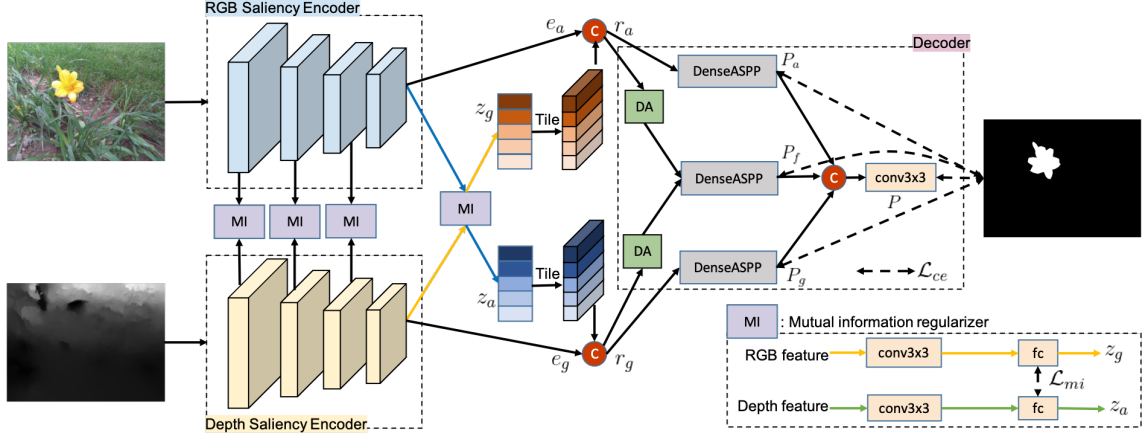 RGB Saliency Encoder
e_a
C
r_a
Decoder
DenseASPP
P_a
z_g
Tile
DA
MI
MI
MI
MI
DenseASPP
P_f
C
conv3x3
P
z_a
Tile
DA
DenseASPP
P_g
L_ce
e_g
C
r_g
Depth Saliency Encoder
MI : Mutual information regularizer
RGB feature conv3x3 fc z_g
L_mi
Depth feature conv3x3 fc z_a